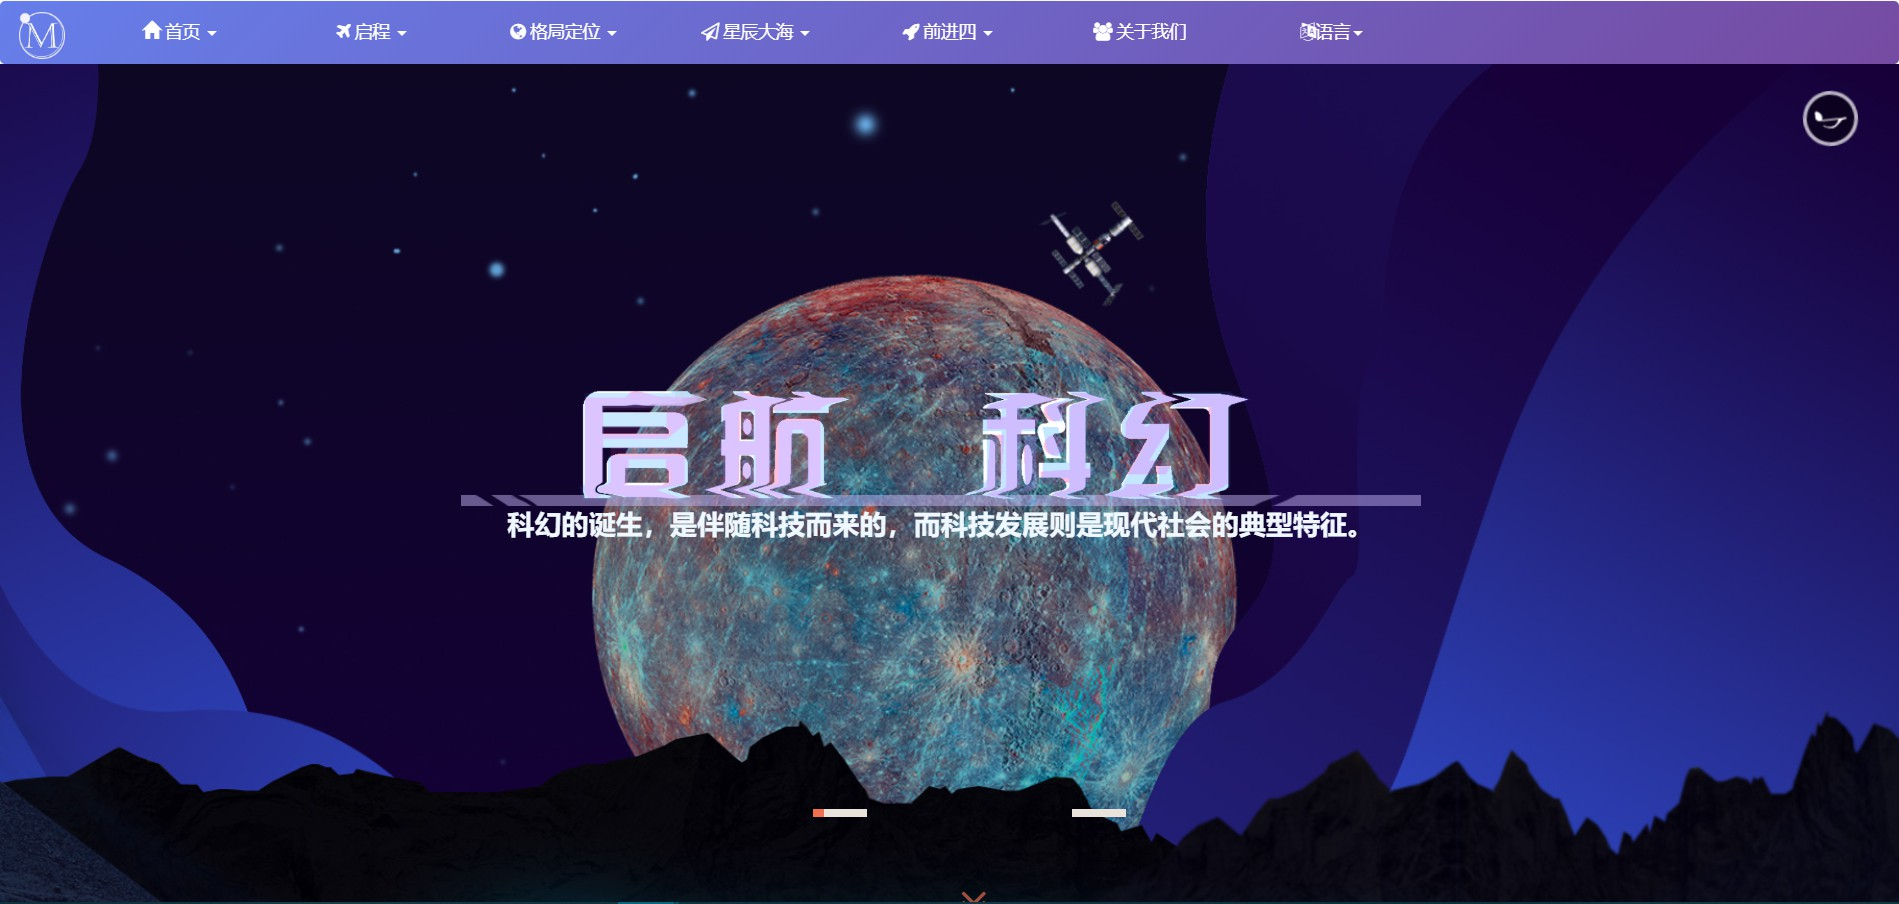 M
首页
启程
格局定位
星辰大海
前进四
关于我们
语言
启航 科幻
科幻的诞生，是伴随科技而来的，而科技发展则是现代社会的典型特征。